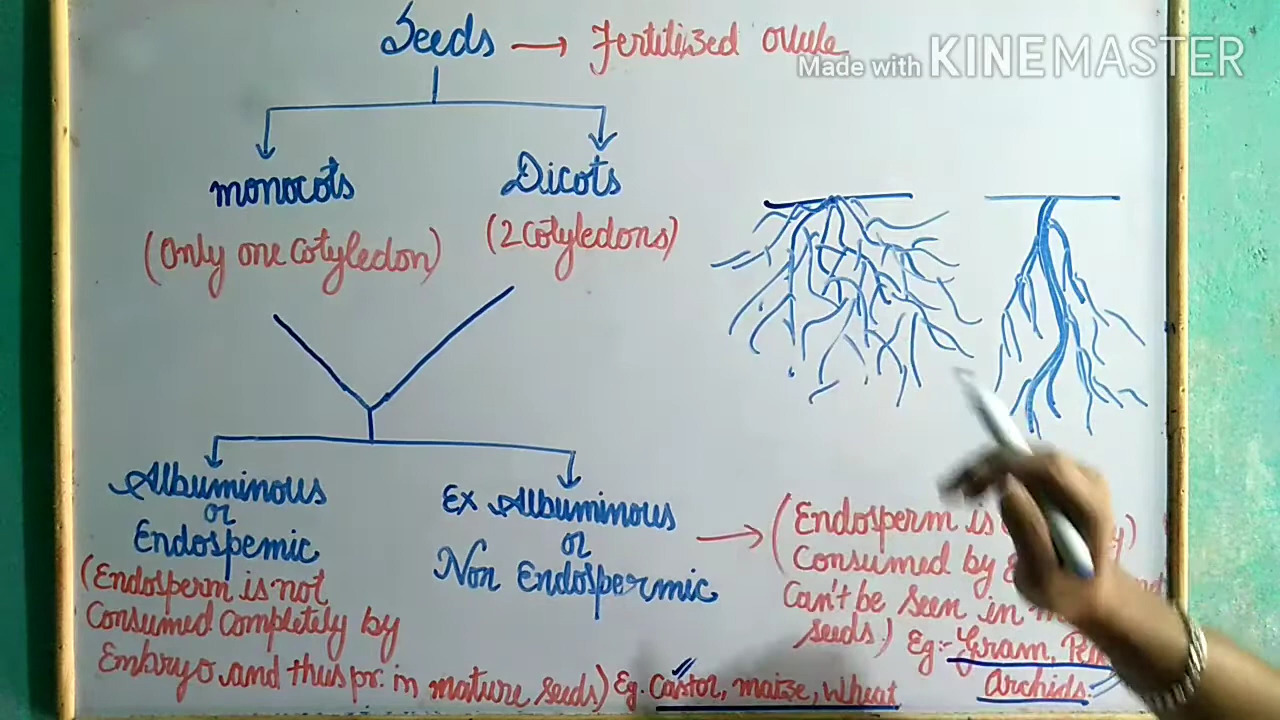 Seeds → Fertilized ovule
Made with KINEMASTER
monocots
Dicots
(Only one Cotyledon)
(2 Cotyledons)
Albuminous
or
Endospemic
(Endosperm is not
Consumed Completely by
Embryo and thus pr. in mature seeds) Eg. Castor, maize, wheat
Ex Albuminous
or
Non Endospermic
→ (Endosperm is
Consumed by
Can't be seen in
seeds.) Eg:- Gram,
Archids.